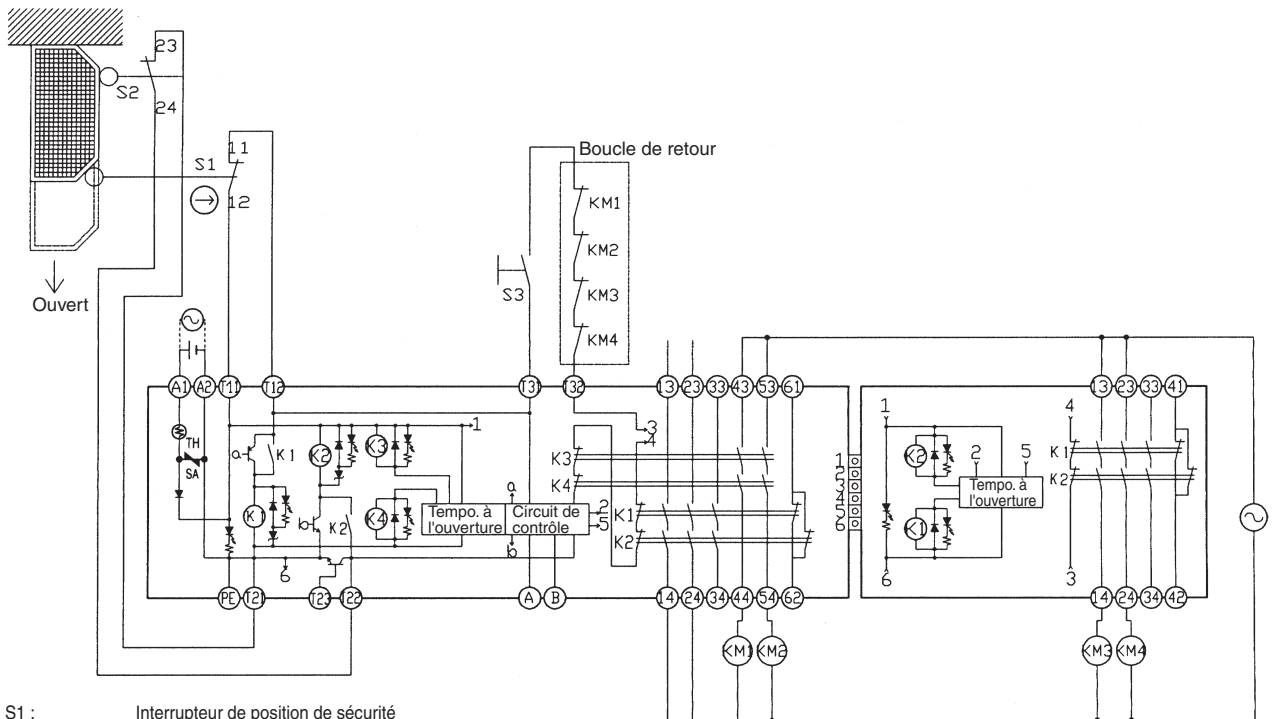 23
S2
24
11
S1
12
Ouvert
Boucle de retour
KM1
KM2
KM3
KM4
S3
A1 A2 T11 T12 T31 T32 13 23 33 43 53 61
13 23 33 41
TH
SA
a
K1
K2
K3
1
3
4
K3
K4
K1
K2
1
2
3
4
5
6
K1
b
K2
K4
Tempo. à l'ouverture
a
Circuit de contrôle
b
2
5
6
1
K2
2
5
Tempo. à l'ouverture
K1
6
4
K1
K2
3
PE T21 T23 T22 A B 14 24 34 44 54 62
14 24 34 42
KM1 KM2
KM3 KM4
S1 : Interrupteur de position de sécurité